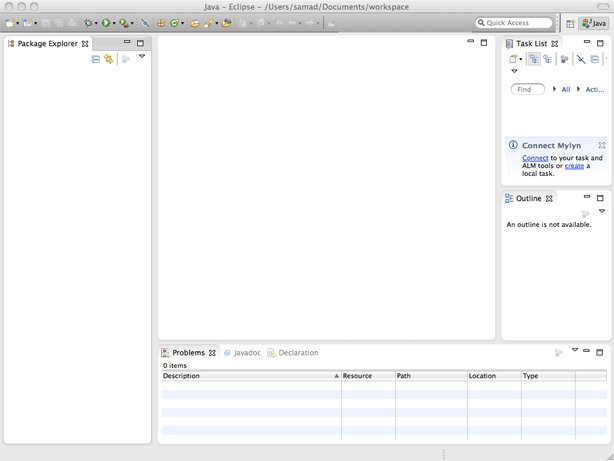 Java – Eclipse – /Users/samad/Documents/workspace
Quick Access
Java
Package Explorer
Task List
Find
All
Acti...
Connect Mylyn
Connect to your task and
ALM tools or create a
local task.
Outline
An outline is not available.
Problems
Javadoc
Declaration
0 items
Description Resource Path Location Type